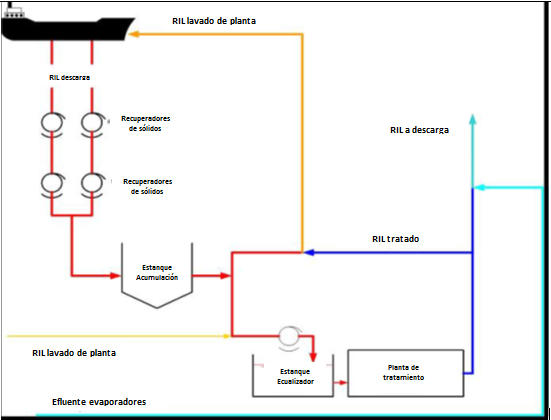 RIL lavado de planta
RIL descarga
Recuperadores
de sólidos
Recuperadores
de sólidos
RIL a descarga
RIL tratado
Estanque
Acumulación
RIL lavado de planta
Estanque
Ecualizador
Planta de
tratamiento
Efluente evaporadores